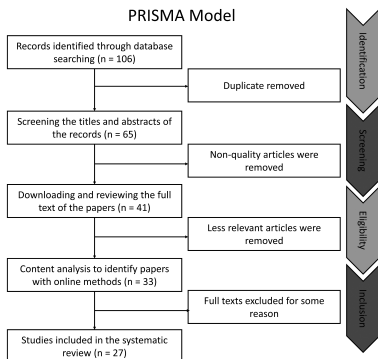 PRISMA Model
Records identified through database
searching (n = 106)
Duplicate removed
Screening the titles and abstracts of
the records (n = 65)
Non-quality articles were
removed
Downloading and reviewing the full
text of the papers (n = 41)
Less relevant articles were
removed
Content analysis to identify papers
with online methods (n = 33)
Full texts excluded for some
reason
Studies included in the systematic
review (n = 27)
Identification
Screening
Eligibility
Inclusion